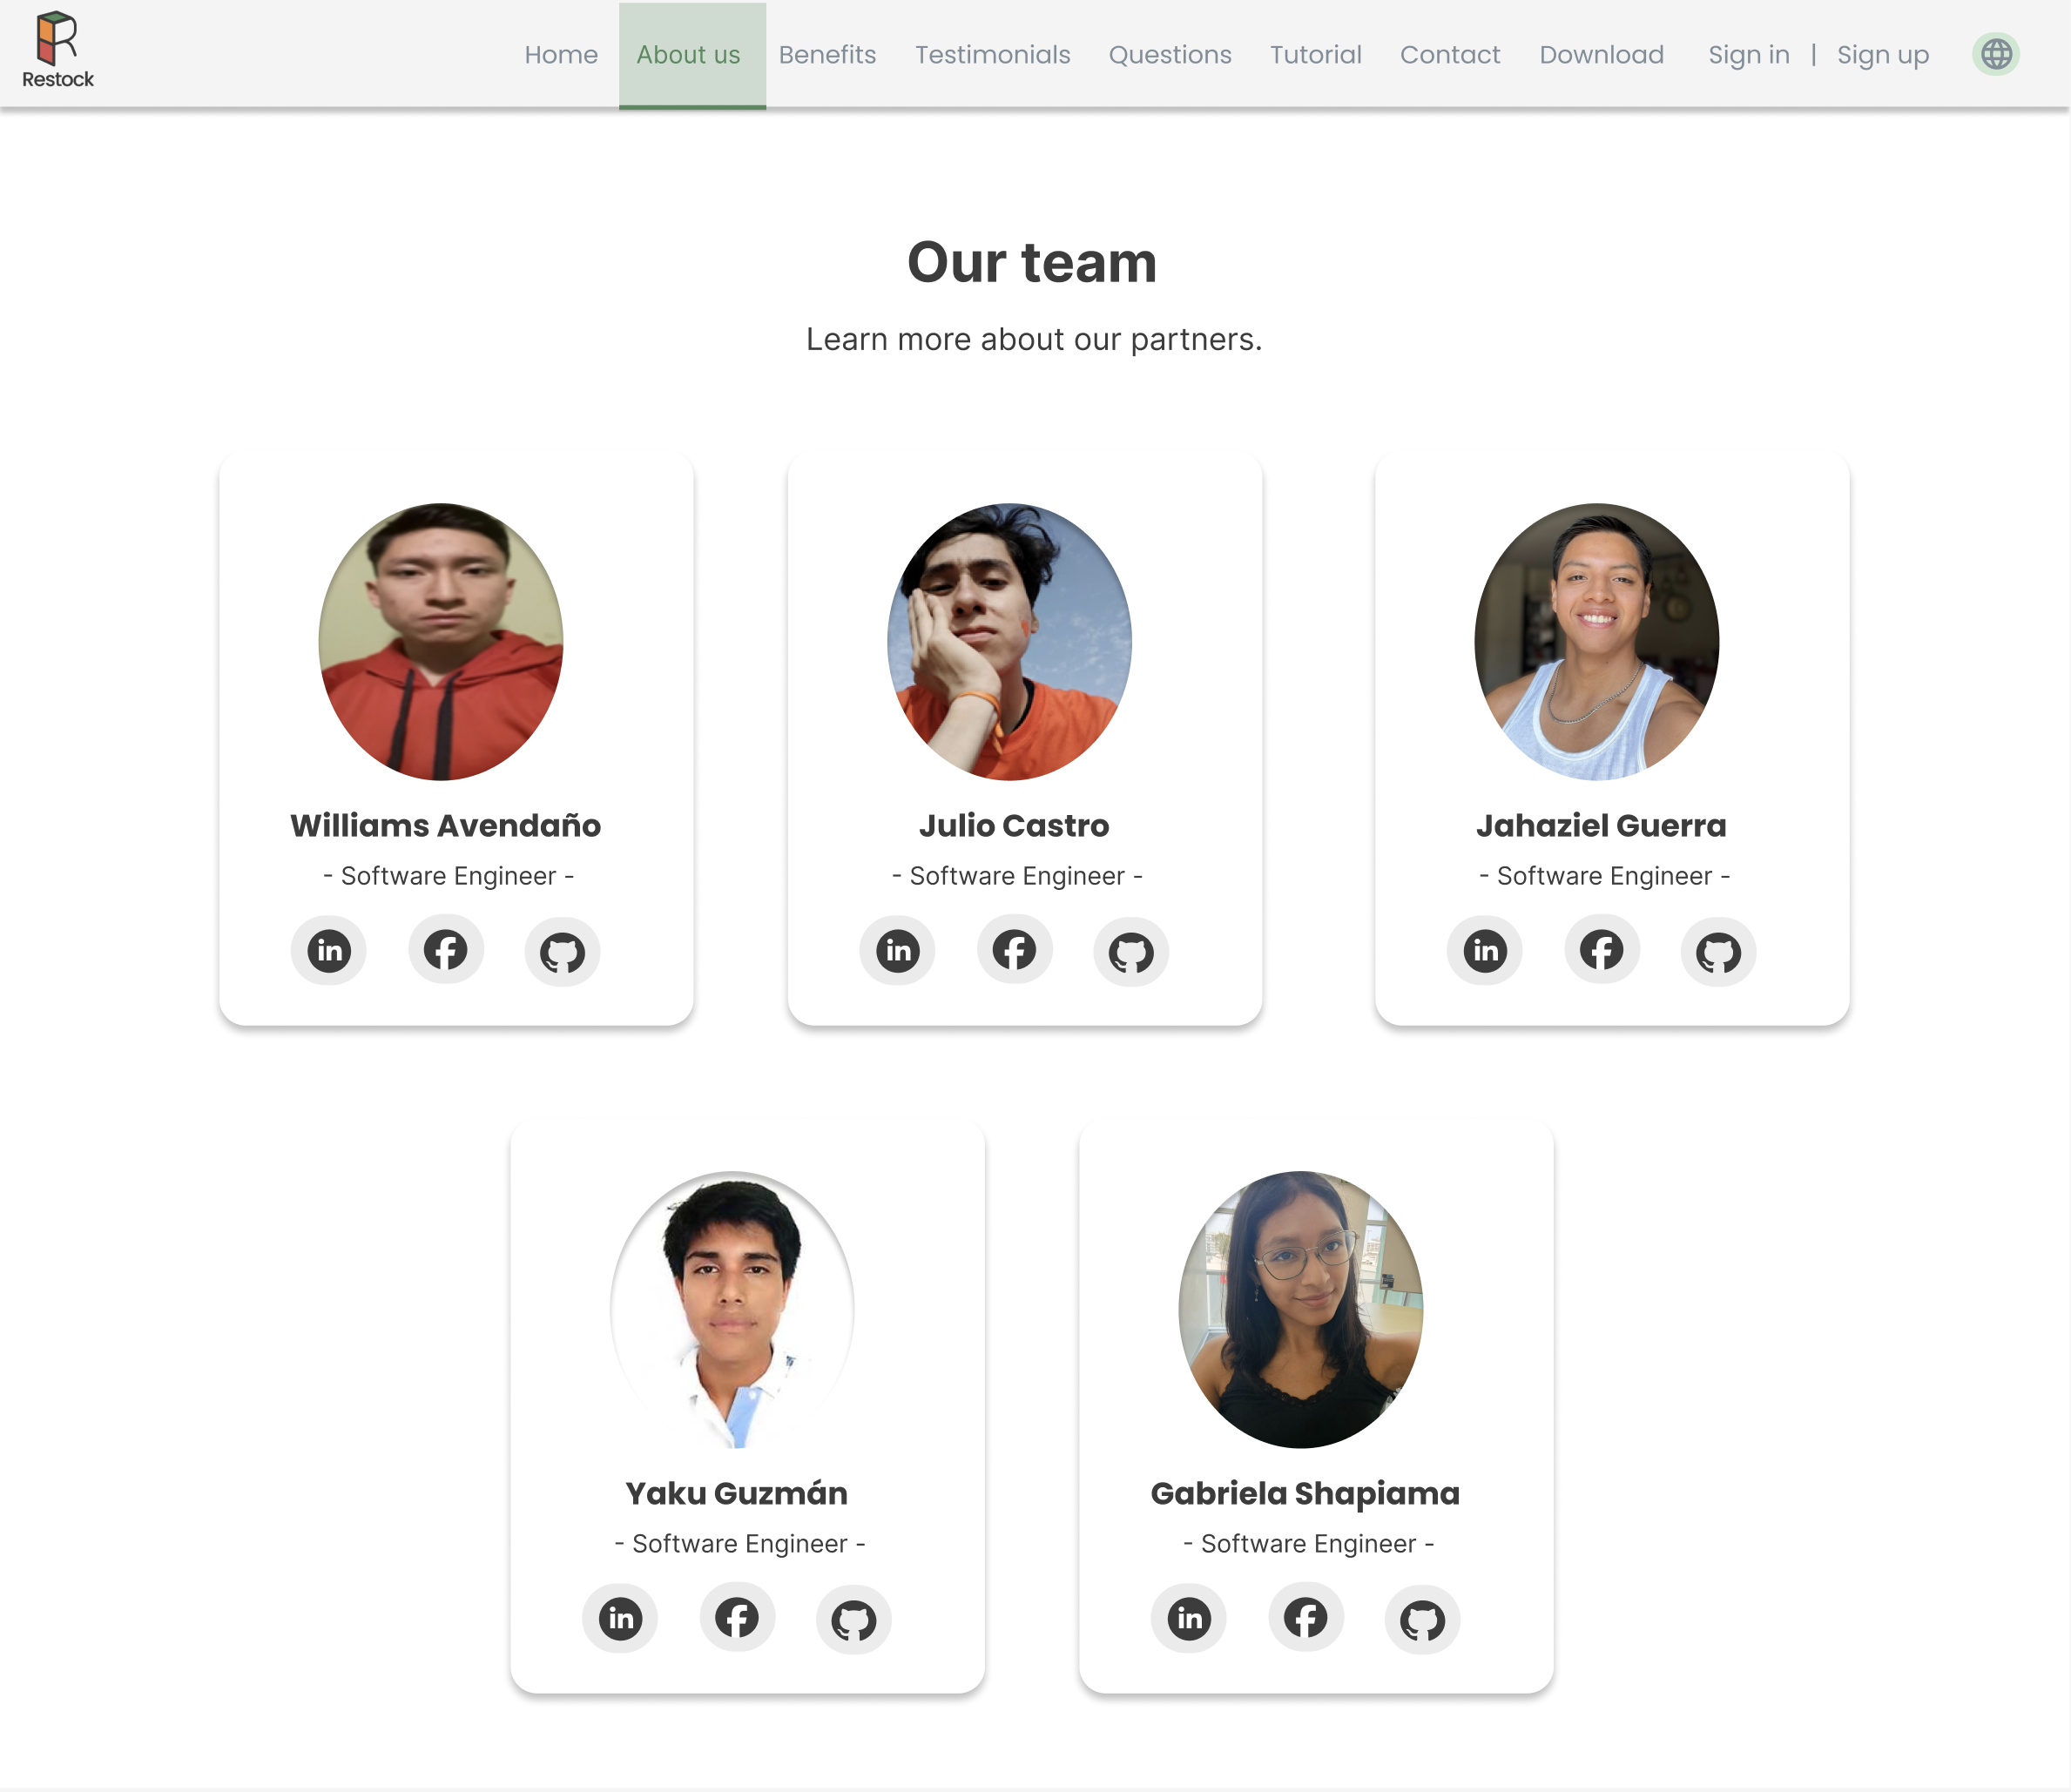 Restock
Home About us Benefits Testimonials Questions Tutorial Contact Download Sign in | Sign up
Our team
Learn more about our partners.
Williams Avendaño
- Software Engineer -
Julio Castro
- Software Engineer -
Jahaziel Guerra
- Software Engineer -
Yaku Guzmán
- Software Engineer -
Gabriela Shapiama
- Software Engineer -